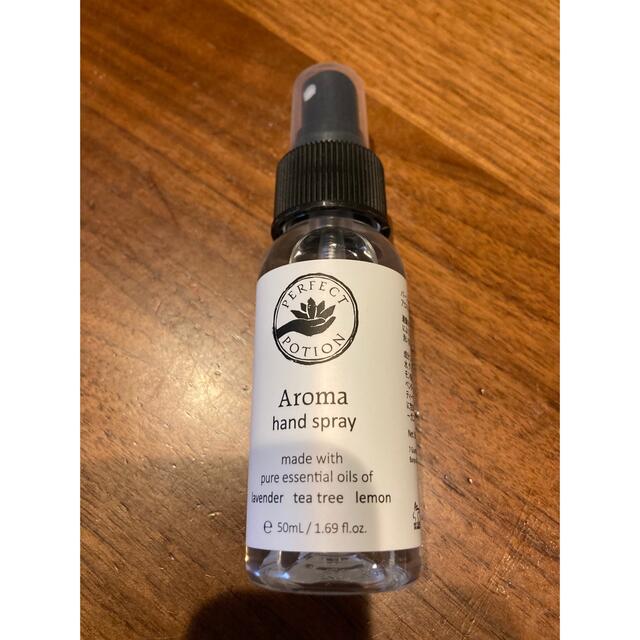 PERFECT
POTION
Aroma
hand spray
made with
pure essential oils of
lavender tea tree lemon
℮ 50mL / 1.69 fl.oz.